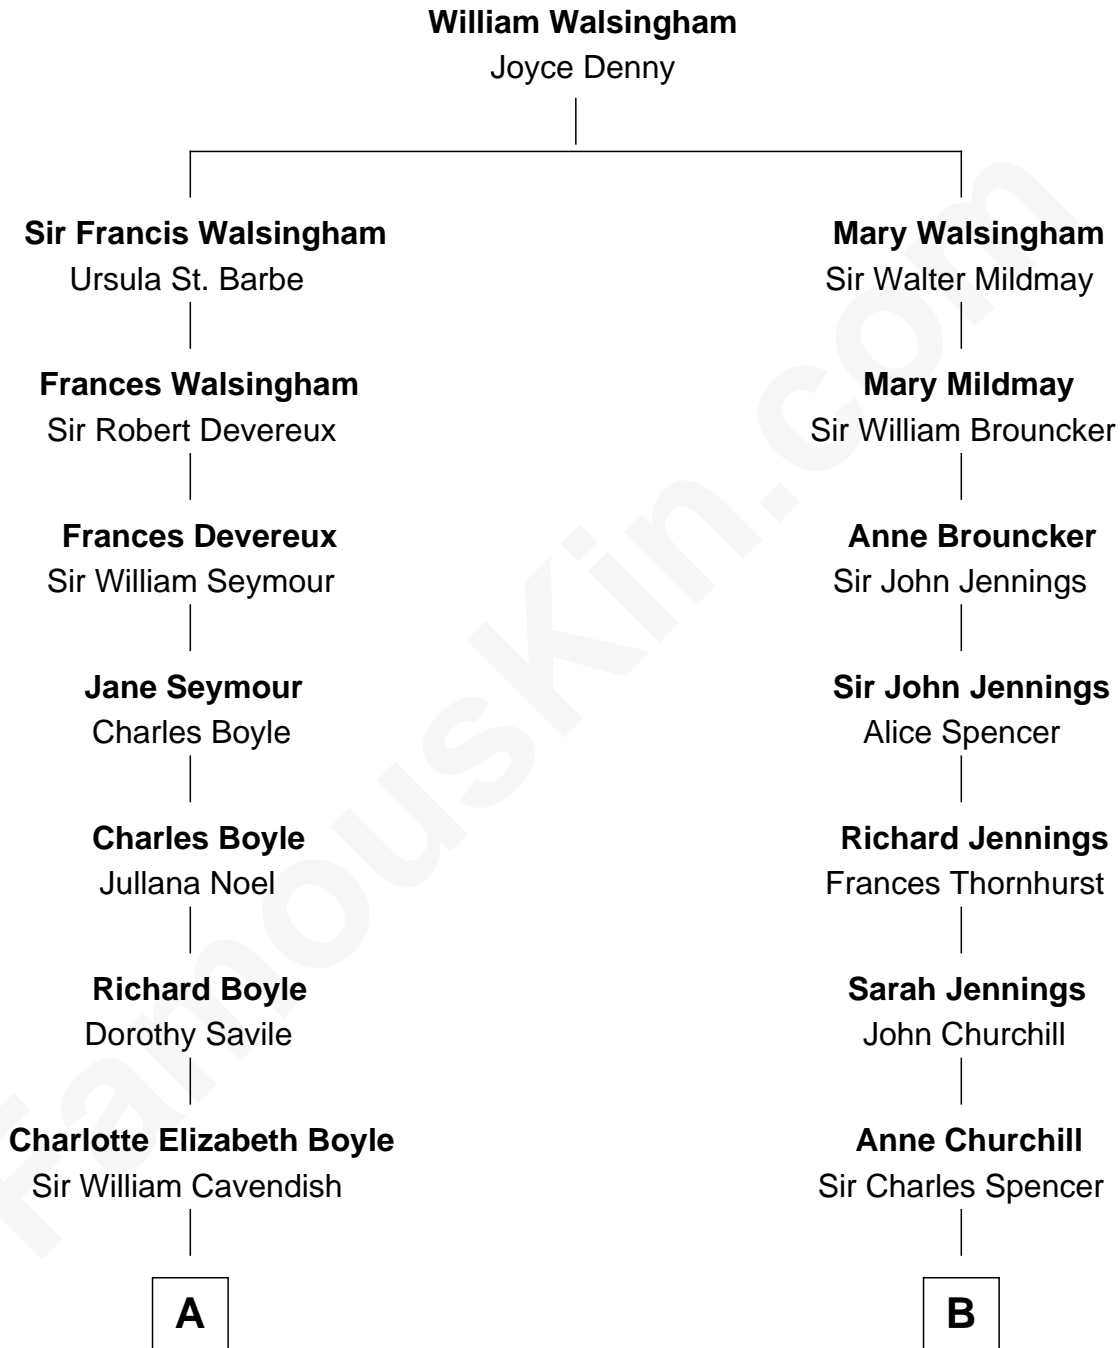 William Walsingham
Joyce Denny
Sir Francis Walsingham
Ursula St. Barbe
Mary Walsingham
Sir Walter Mildmay
Frances Walsingham
Sir Robert Devereux
Mary Mildmay
Sir William Brouncker
Frances Devereux
Sir William Seymour
Anne Brouncker
Sir John Jennings
Jane Seymour
Charles Boyle
Sir John Jennings
Alice Spencer
Charles Boyle
Jullana Noel
Richard Jennings
Frances Thornhurst
Richard Boyle
Dorothy Savile
Sarah Jennings
John Churchill
Charlotte Elizabeth Boyle
Sir William Cavendish
Anne Churchill
Sir Charles Spencer
A
B
FamousKin.com